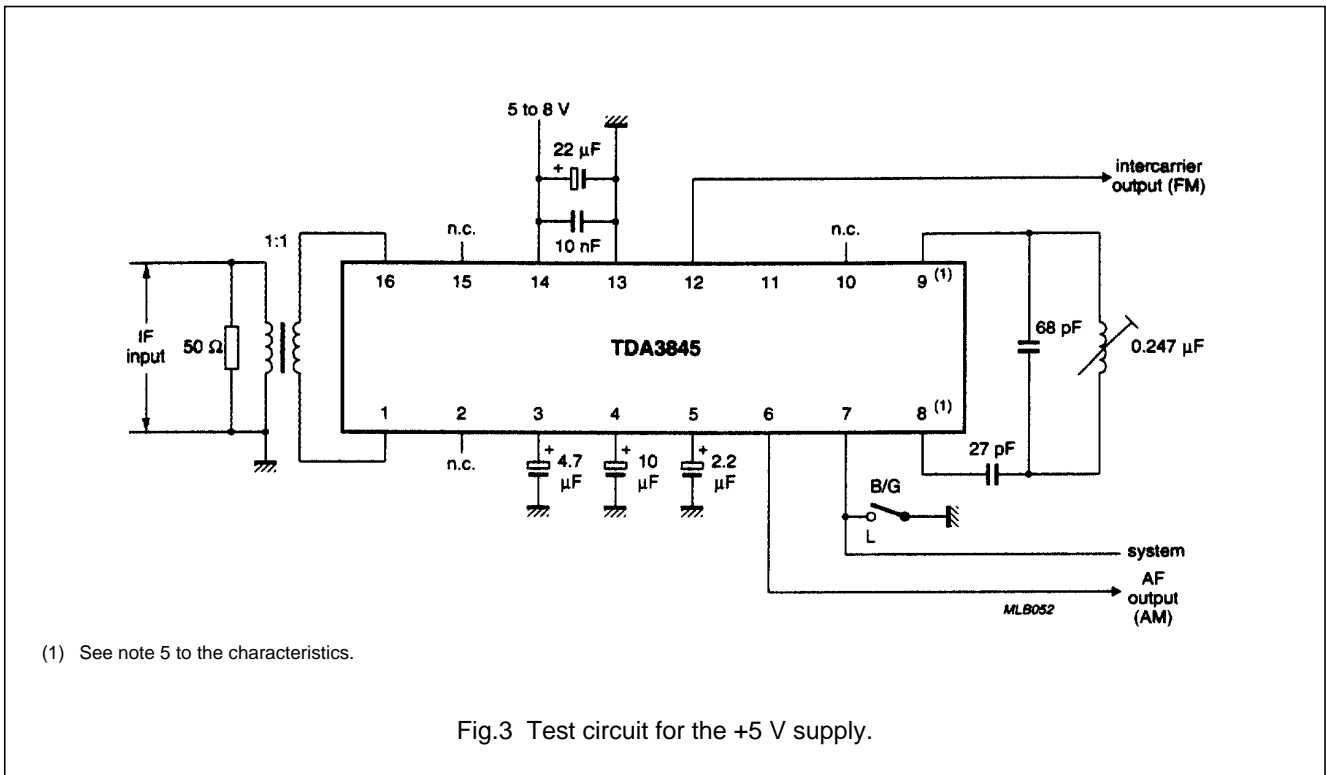 5 to 8 V
22 µF
+
10 nF
intercarrier
output (FM)
1:1
n.c.
n.c.
16
15
14
13
12
11
10
9 (1)
IF
input
50 Ω
TDA3845
68 pF
0.247 µF
1
2
3
4
5
6
7
8 (1)
n.c.
+
4.7
µF
+
10
µF
+
2.2
µF
27 pF
B/G
L
system
AF
output
(AM)
MLB052
(1) See note 5 to the characteristics.
Fig.3 Test circuit for the +5 V supply.